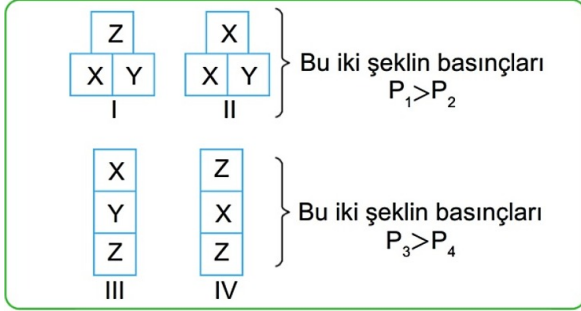 Z
X
X Y
X Y
I
II
Bu iki şeklin basınçları
P₁>P₂
X
Y
Z
III
Z
X
Z
IV
Bu iki şeklin basınçları
P₃>P₄